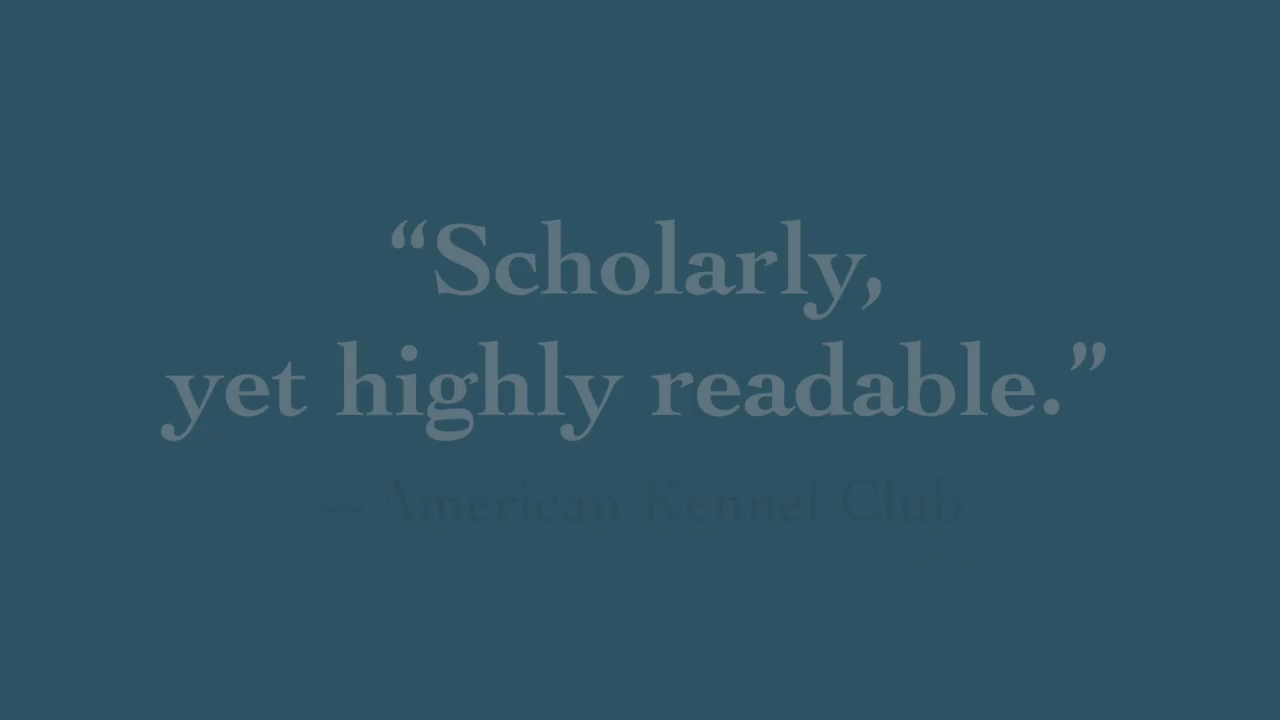 “Scholarly,
yet highly readable.”
—American Kennel Club